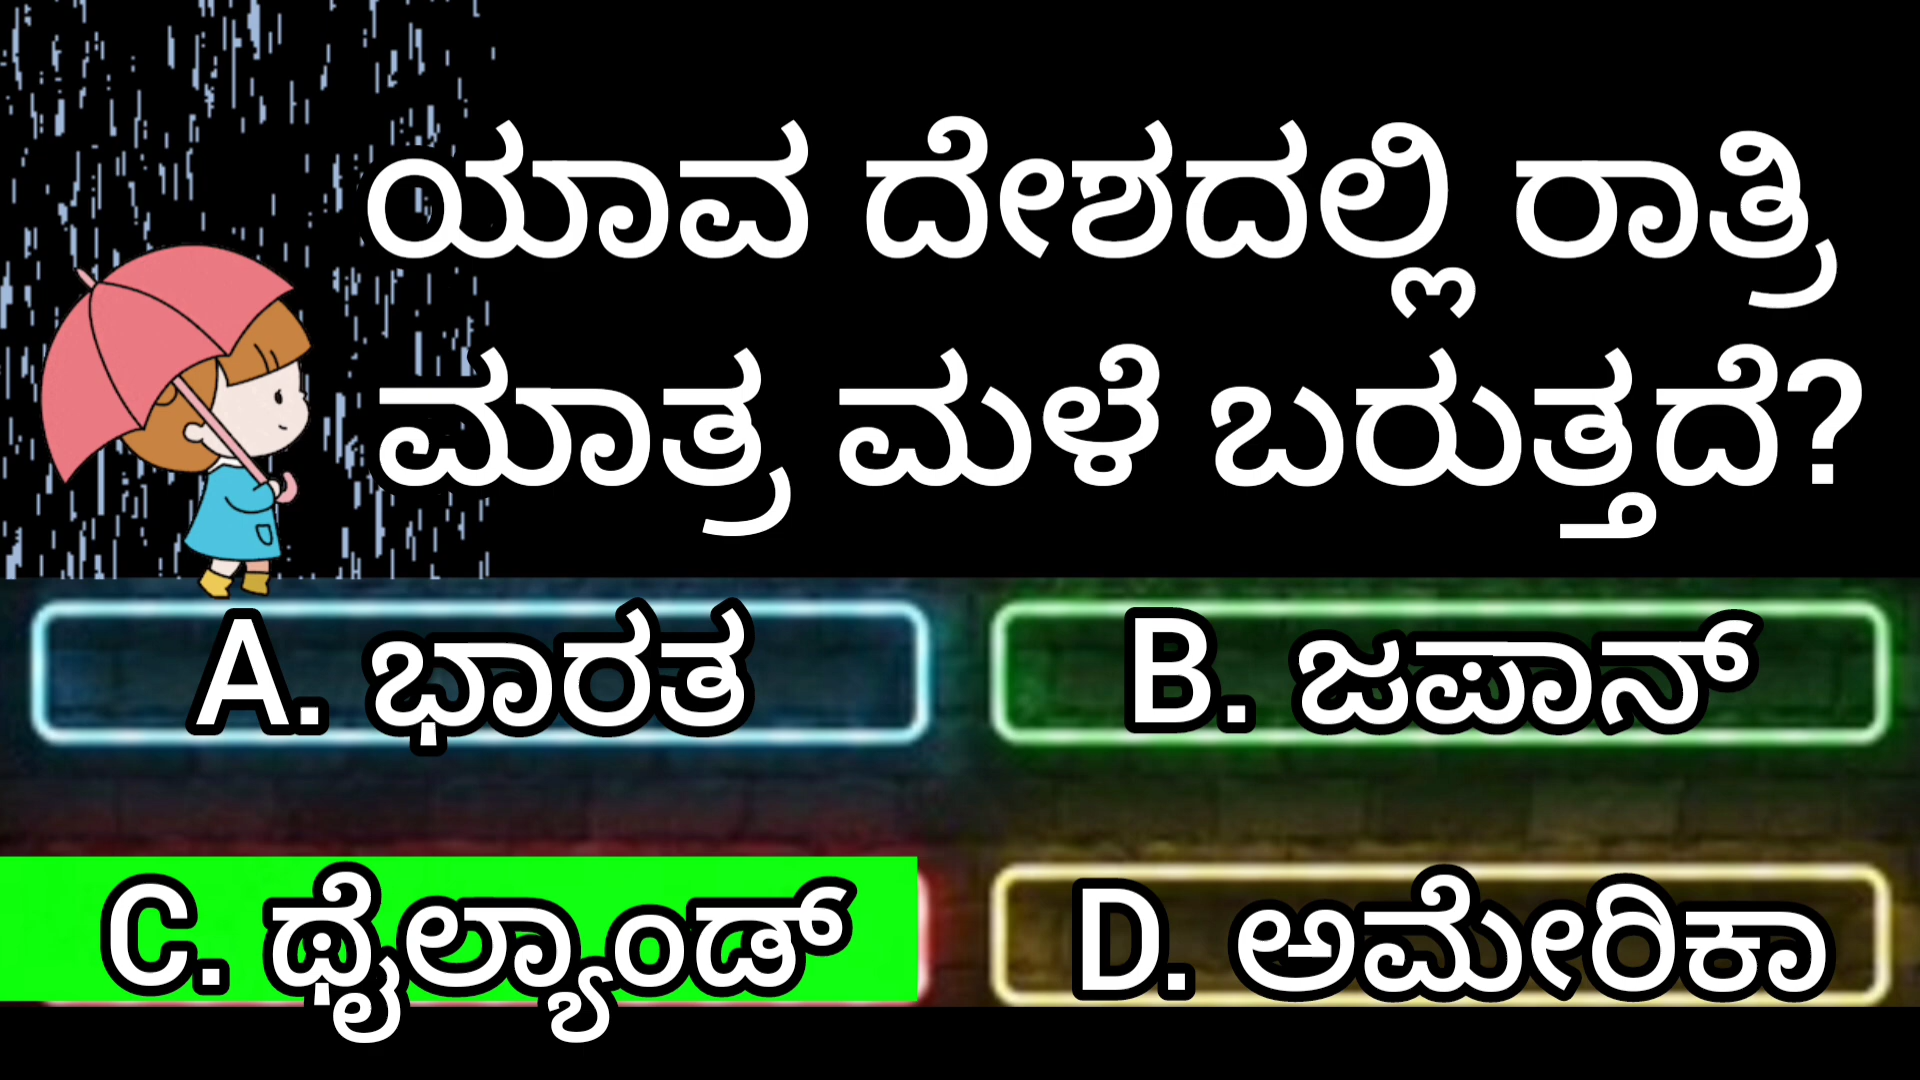 ಯಾವ ದೇಶದಲ್ಲಿ ರಾತ್ರಿ
ಮಾತ್ರ ಮಳೆ ಬರುತ್ತದೆ?
A. ಭಾರತ
B. ಜಪಾನ್
C. ಥೈಲ್ಯಾಂಡ್
D. ಅಮೇರಿಕಾ